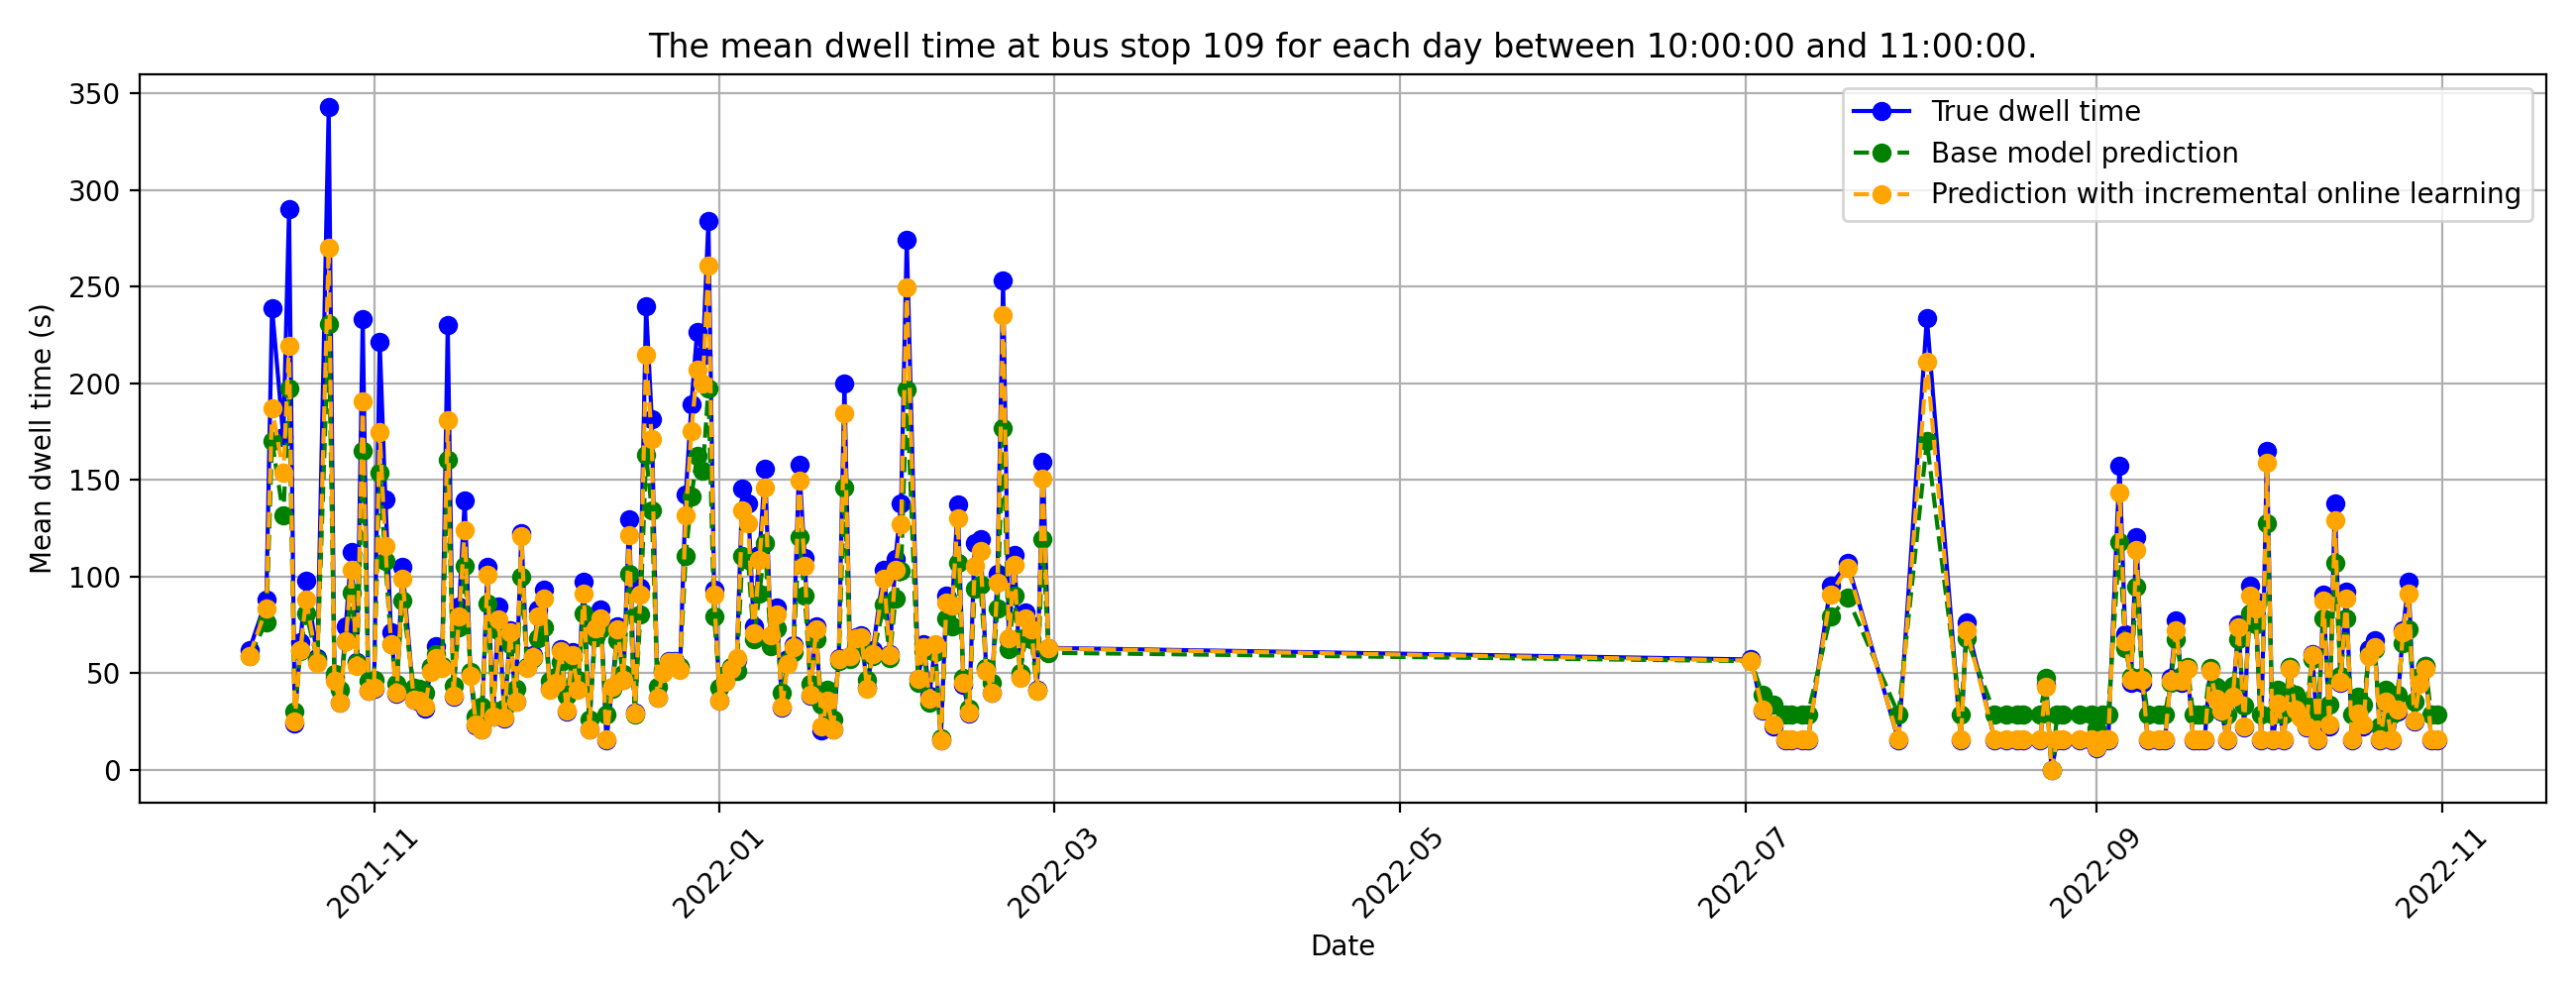 The mean dwell time at bus stop 109 for each day between 10:00:00 and 11:00:00.
True dwell time
Base model prediction
Prediction with incremental online learning
Mean dwell time (s)
350
300
250
200
150
100
50
0
2021-11
2022-01
2022-03
2022-05
2022-07
2022-09
2022-11
Date